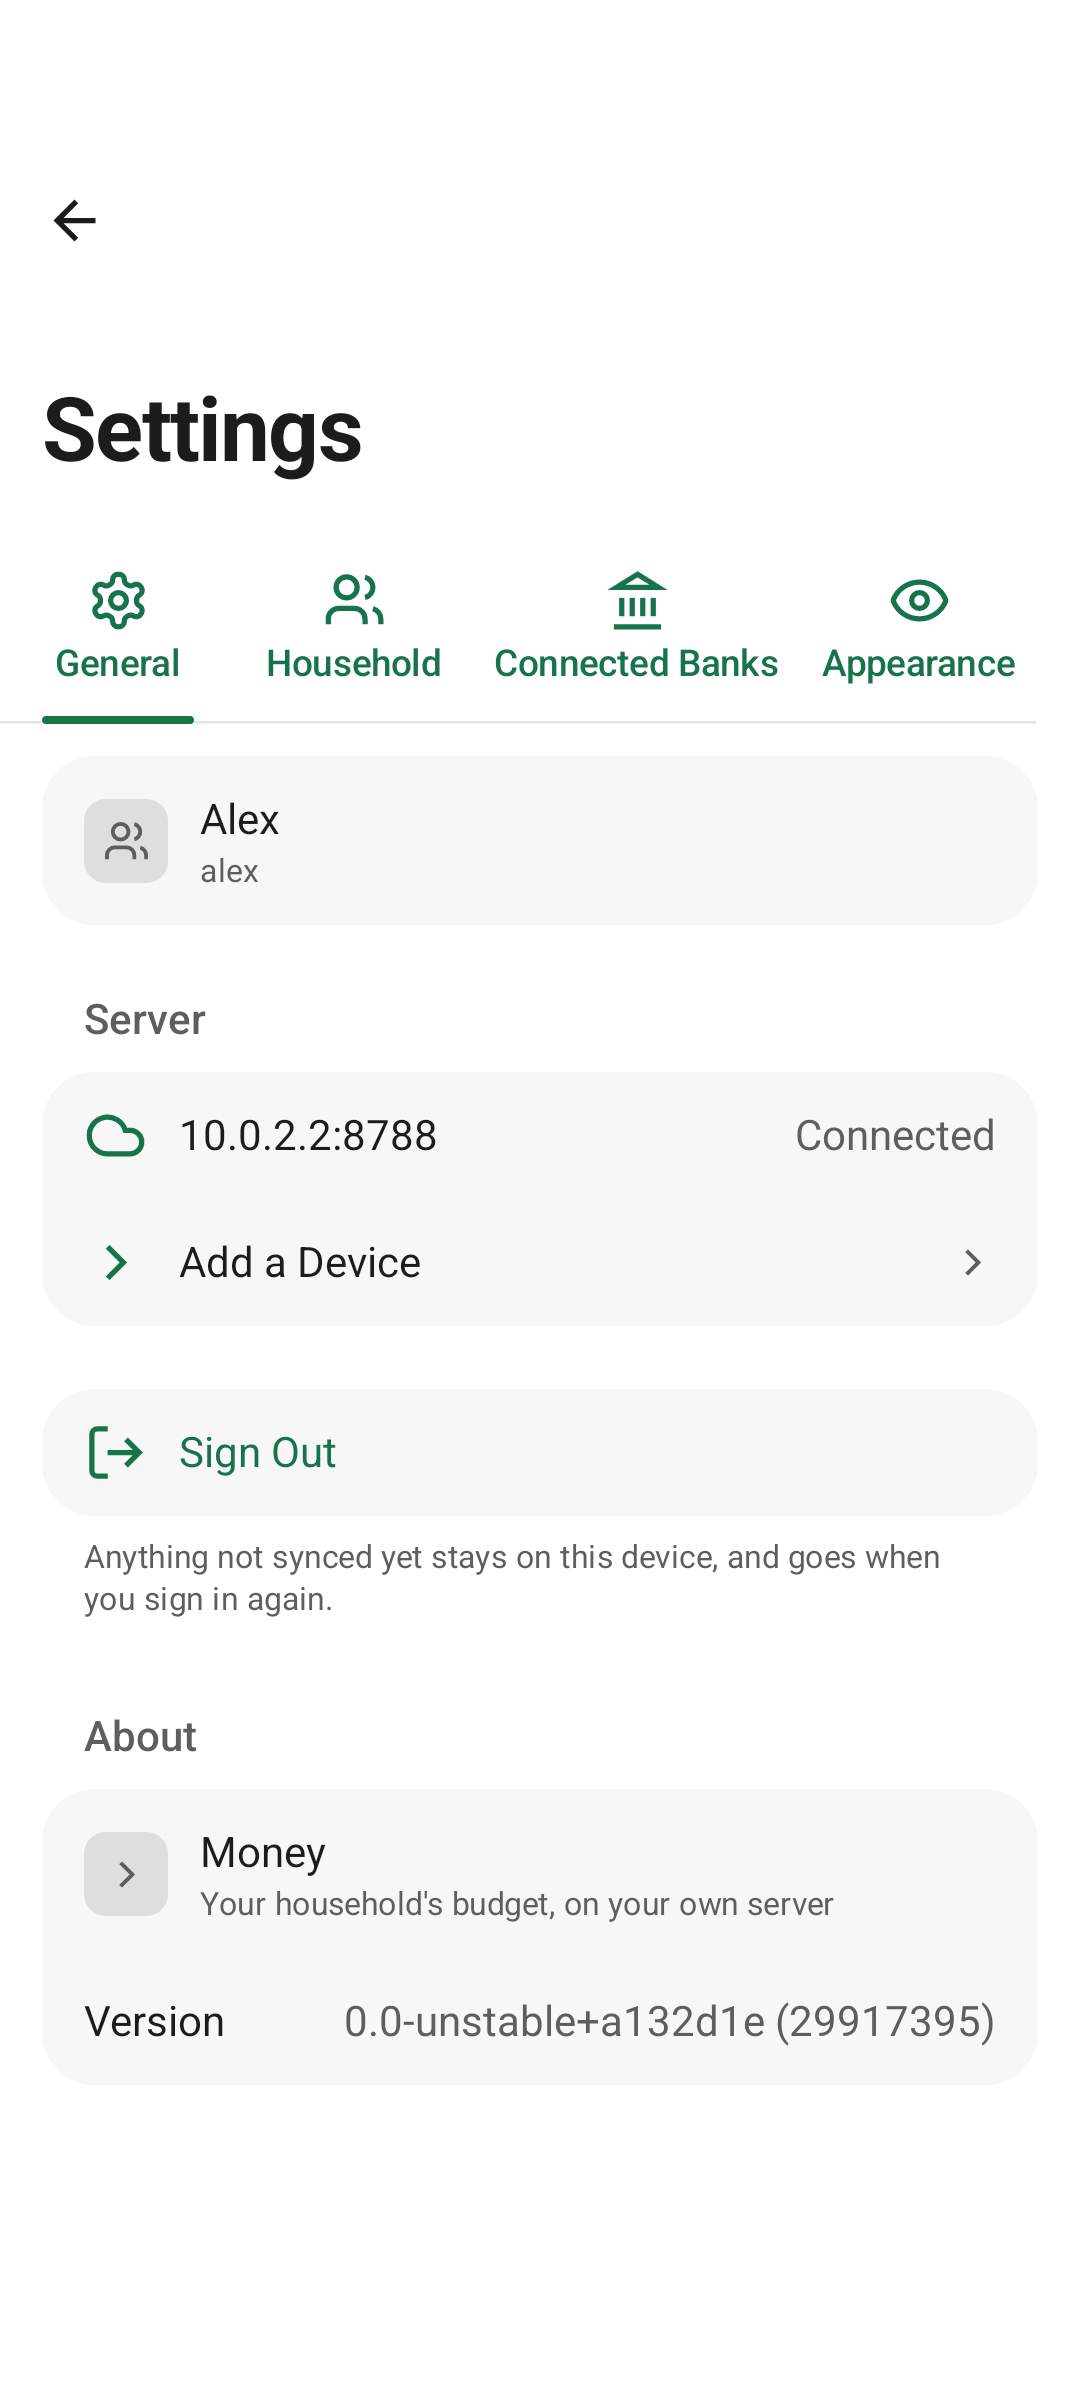 Settings
General
Household
Connected Banks
Appearance
Alex
alex
Server
10.0.2.2:8788
Connected
Add a Device
Sign Out
Anything not synced yet stays on this device, and goes when
you sign in again.
About
Money
Your household's budget, on your own server
Version
0.0-unstable+a132d1e (29917395)